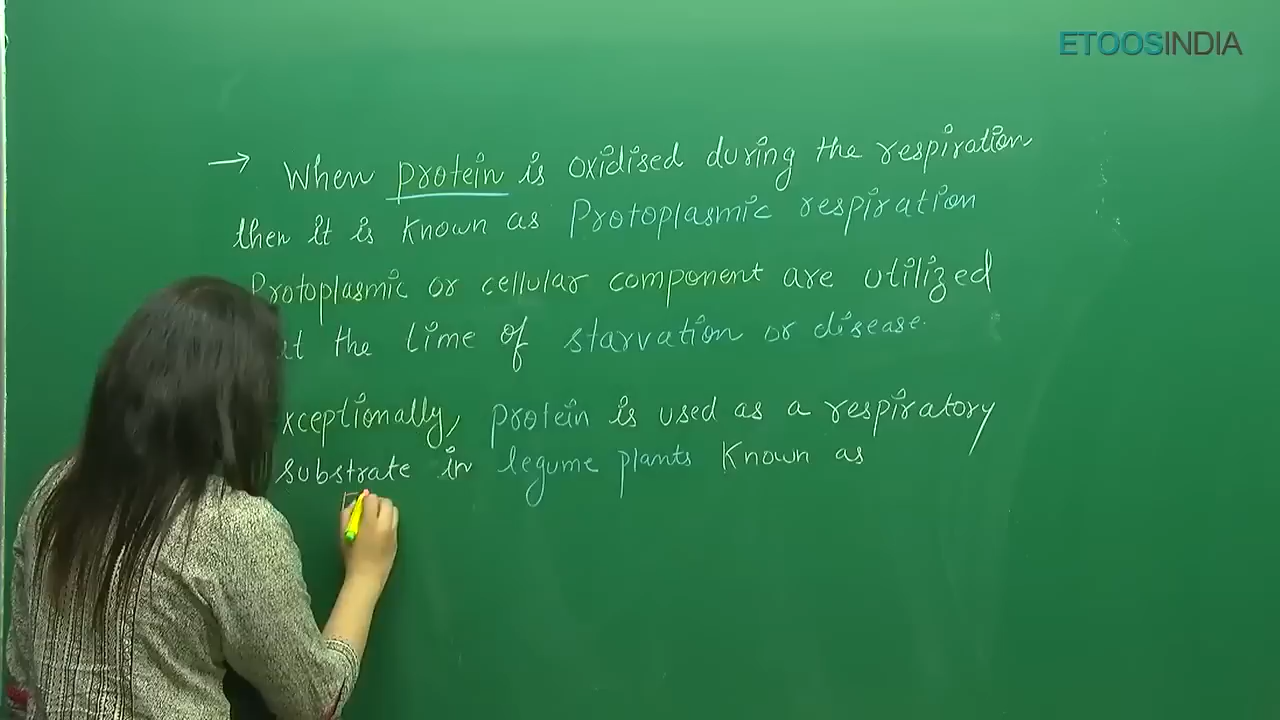 ETOOSINDIA
→ When protein is oxidised during the respiration
then it is known as Protoplasmic respiration
Protoplasmic or cellular component are utilized
at the time of starvation or disease.
xceptionally, protein is used as a respiratory
substrate in legume plants known as